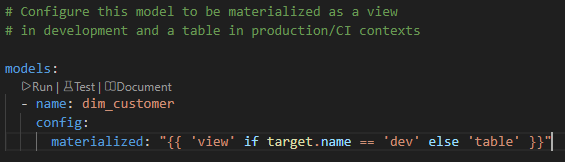 # Configure this model to be materialized as a view
# in development and a table in production/CI contexts
models:
Run | Test | Document
- name: dim_customer
config:
materialized: "{{ 'view' if target.name == 'dev' else 'table' }}"